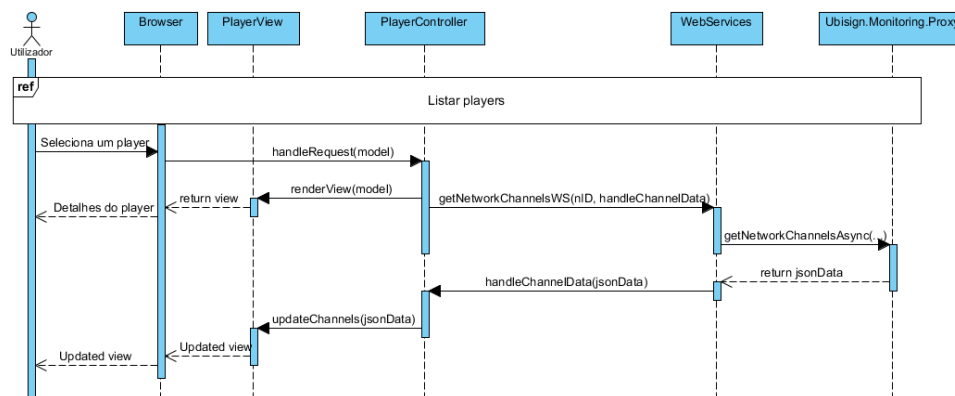 Utilizador
Browser
PlayerView
PlayerController
WebServices
Ubisign.Monitoring.Proxy
ref
Listar players
Seleciona um player
handleRequest(model)
renderView(model)
return view
getNetworkChannelsWS(nID, handleChannelData)
Detalhes do player
getNetworkChannelsAsync(...)
return jsonData
handleChannelData(jsonData)
updateChannels(jsonData)
Updated view
Updated view